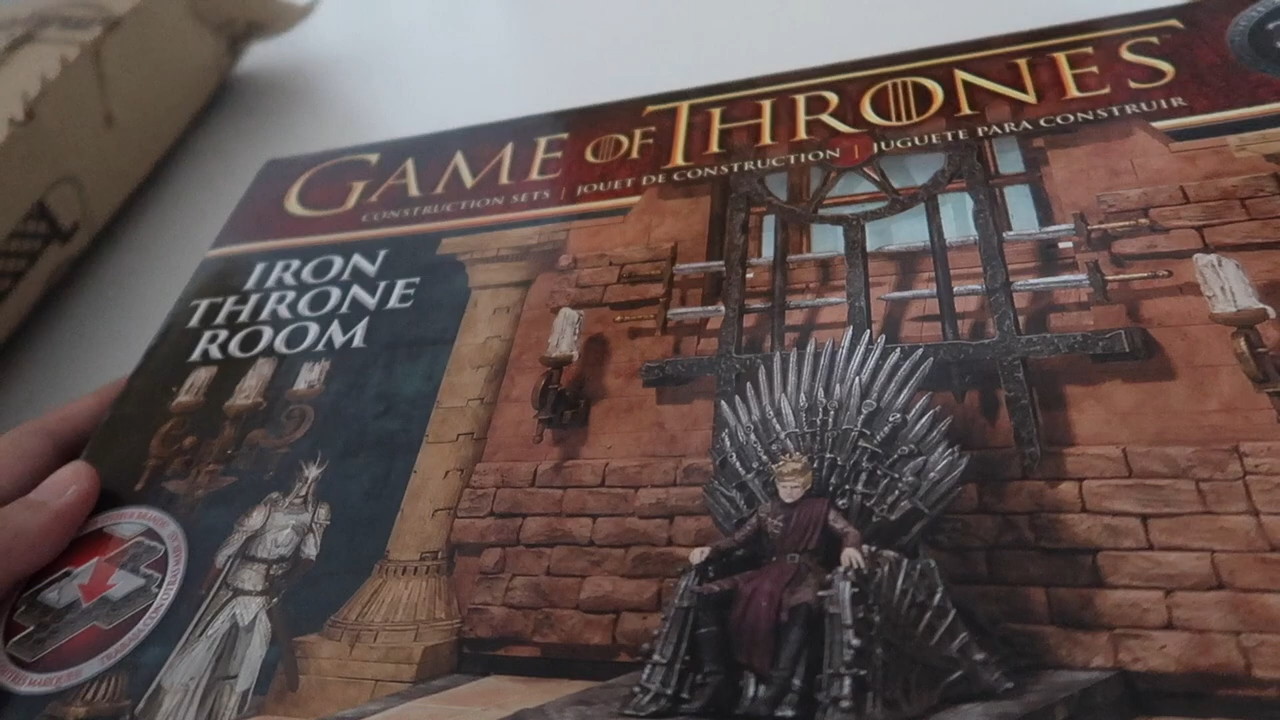 GAME OF THRONES
CONSTRUCTION SETS | JOUET DE CONSTRUCTION | JUGUETE PARA CONSTRUIR
IRON
THRONE
ROOM